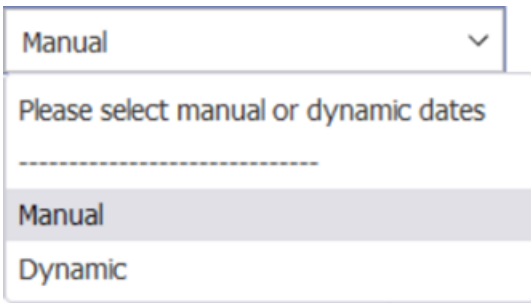 Manual
Please select manual or dynamic dates
------------------------------
Manual
Dynamic